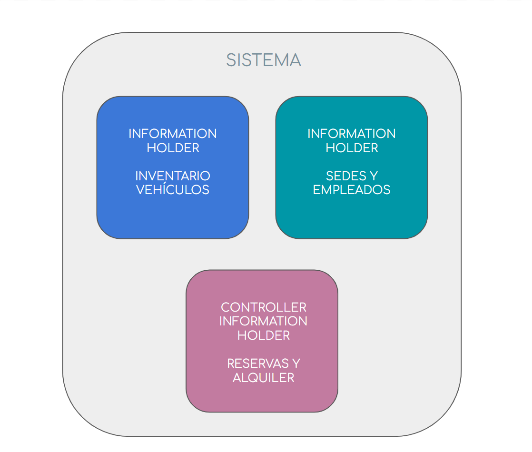 SISTEMA
INFORMATION
HOLDER
INVENTARIO
VEHÍCULOS
INFORMATION
HOLDER
SEDES Y
EMPLEADOS
CONTROLLER
INFORMATION
HOLDER
RESERVAS Y
ALQUILER